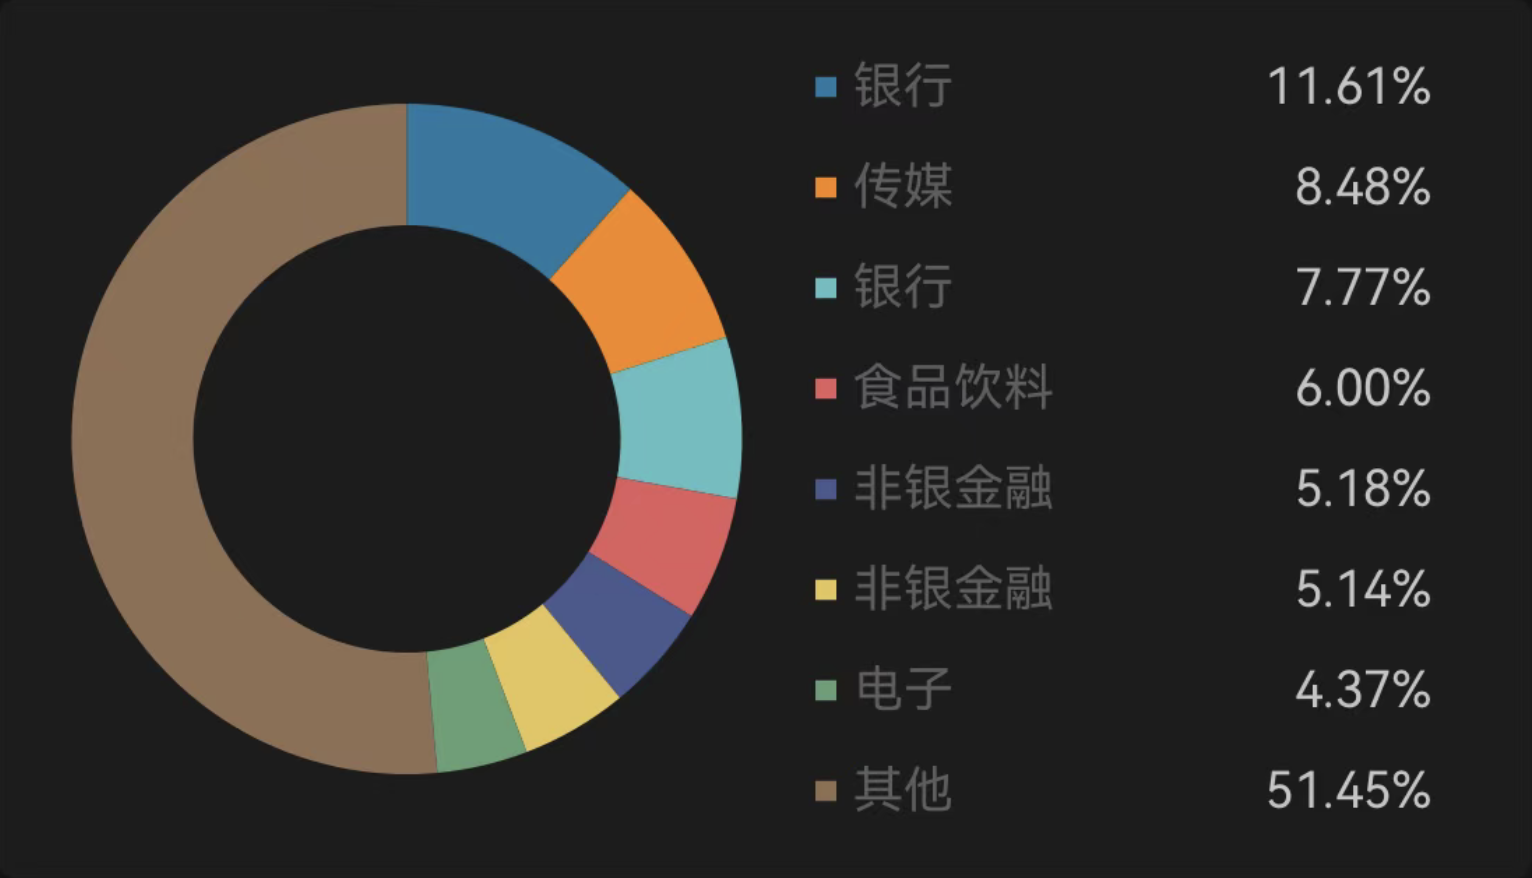 银行 11.61%
传媒 8.48%
银行 7.77%
食品饮料 6.00%
非银金融 5.18%
非银金融 5.14%
电子 4.37%
其他 51.45%